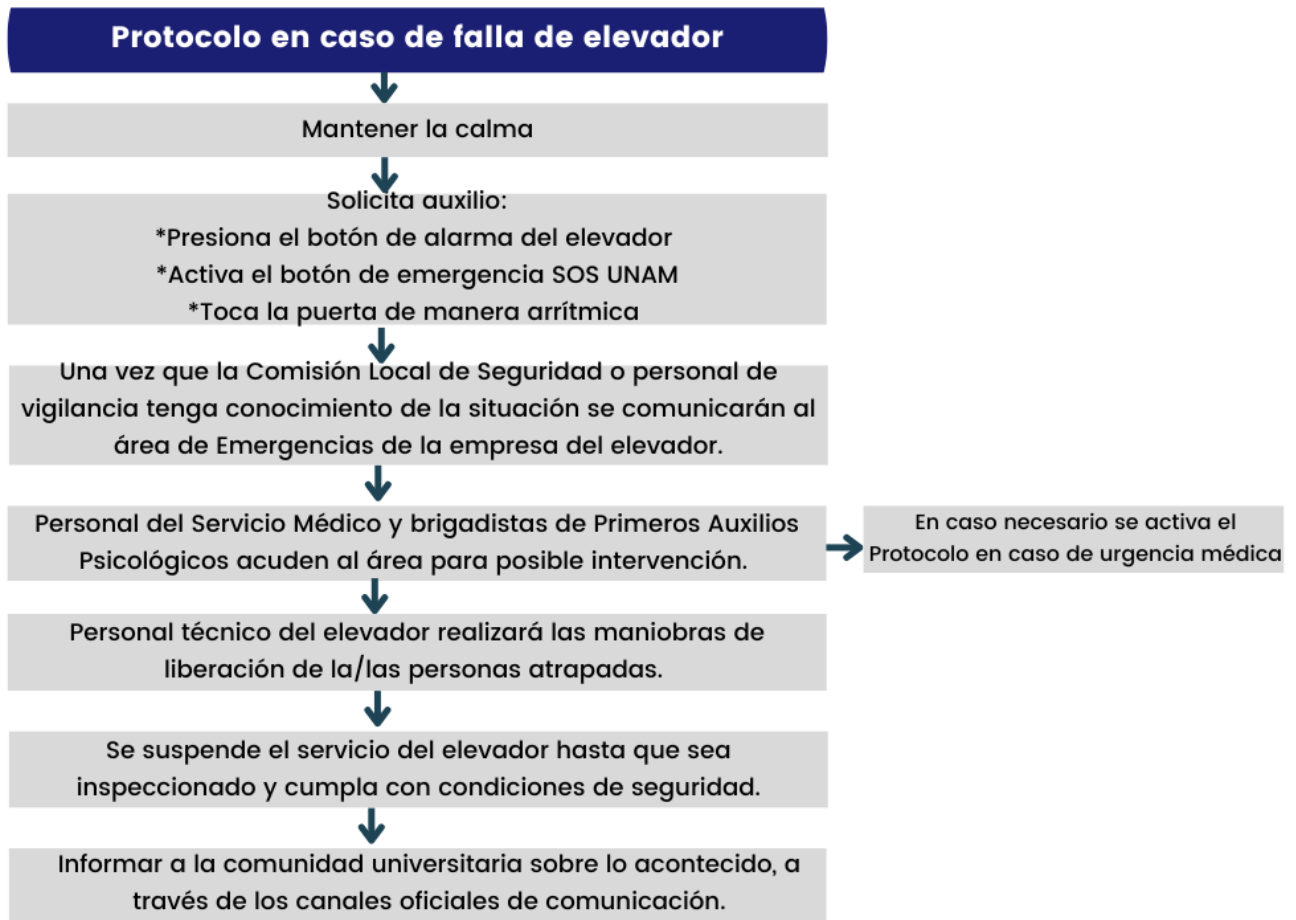 Protocolo en caso de falla de elevador
Mantener la calma
Solicita auxilio:
*Presiona el botón de alarma del elevador
*Activa el botón de emergencia SOS UNAM
*Toca la puerta de manera arrítmica
Una vez que la Comisión Local de Seguridad o personal de
vigilancia tenga conocimiento de la situación se comunicarán al
área de Emergencias de la empresa del elevador.
Personal del Servicio Médico y brigadistas de Primeros Auxilios
Psicológicos acuden al área para posible intervención.
En caso necesario se activa el
Protocolo en caso de urgencia médica
Personal técnico del elevador realizará las maniobras de
liberación de la/las personas atrapadas.
Se suspende el servicio del elevador hasta que sea
inspeccionado y cumpla con condiciones de seguridad.
Informar a la comunidad universitaria sobre lo acontecido, a
través de los canales oficiales de comunicación.